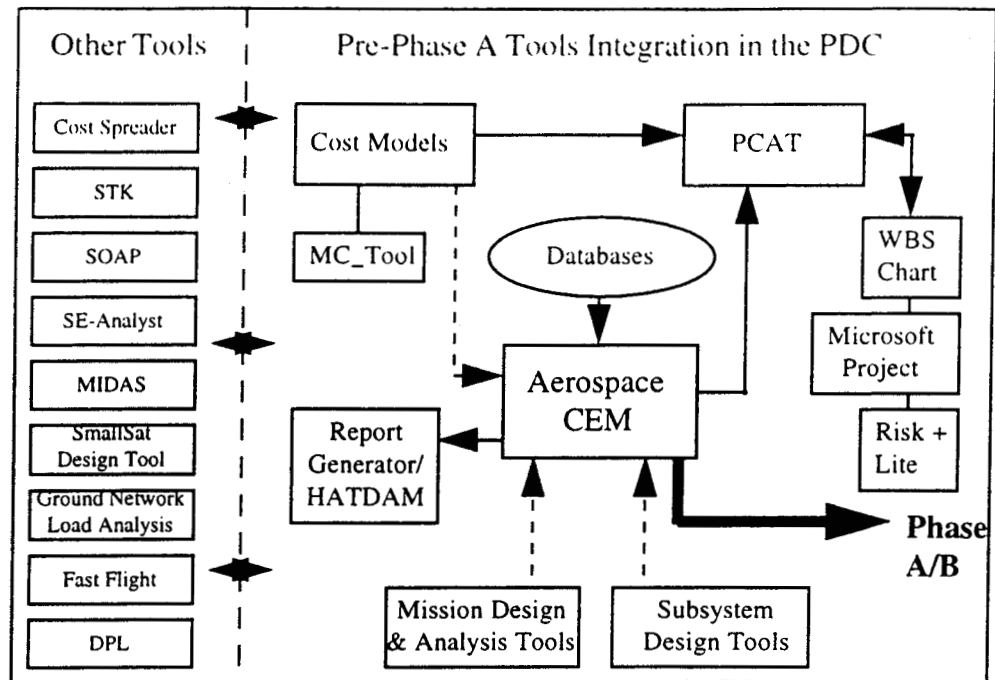 Other Tools
Pre-Phase A Tools Integration in the PDC
Cost Spreader
STK
SOAP
SE-Analyst
MIDAS
SmallSat
Design Tool
Ground Network
Load Analysis
Fast Flight
DPL
Cost Models
PCAT
MC_Tool
Databases
WBS
Chart
Microsoft
Project
Risk +
Lite
Aerospace
CEM
Report
Generator/
HATDAM
Phase
A/B
Mission Design
& Analysis Tools
Subsystem
Design Tools